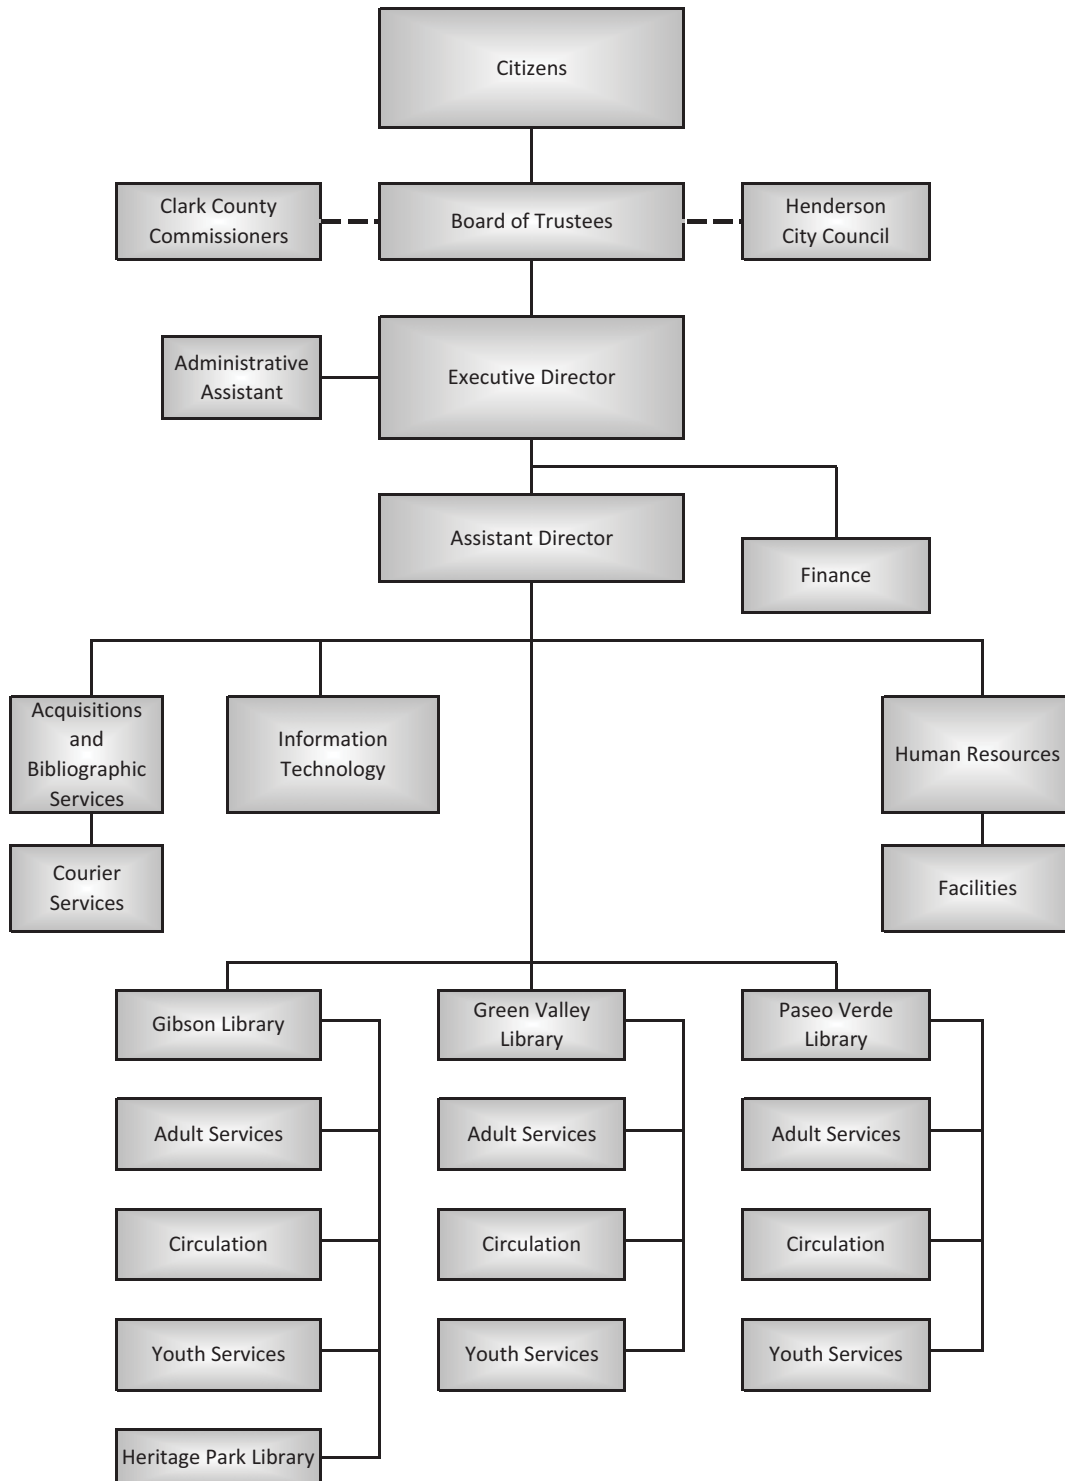 Citizens
Clark County
Commissioners
Board of Trustees
Henderson
City Council
Administrative
Assistant
Executive Director
Assistant Director
Finance
Acquisitions
and
Bibliographic
Services
Information
Technology
Human Resources
Courier
Services
Facilities
Gibson Library
Green Valley
Library
Paseo Verde
Library
Adult Services
Adult Services
Adult Services
Circulation
Circulation
Circulation
Youth Services
Youth Services
Youth Services
Heritage Park Library